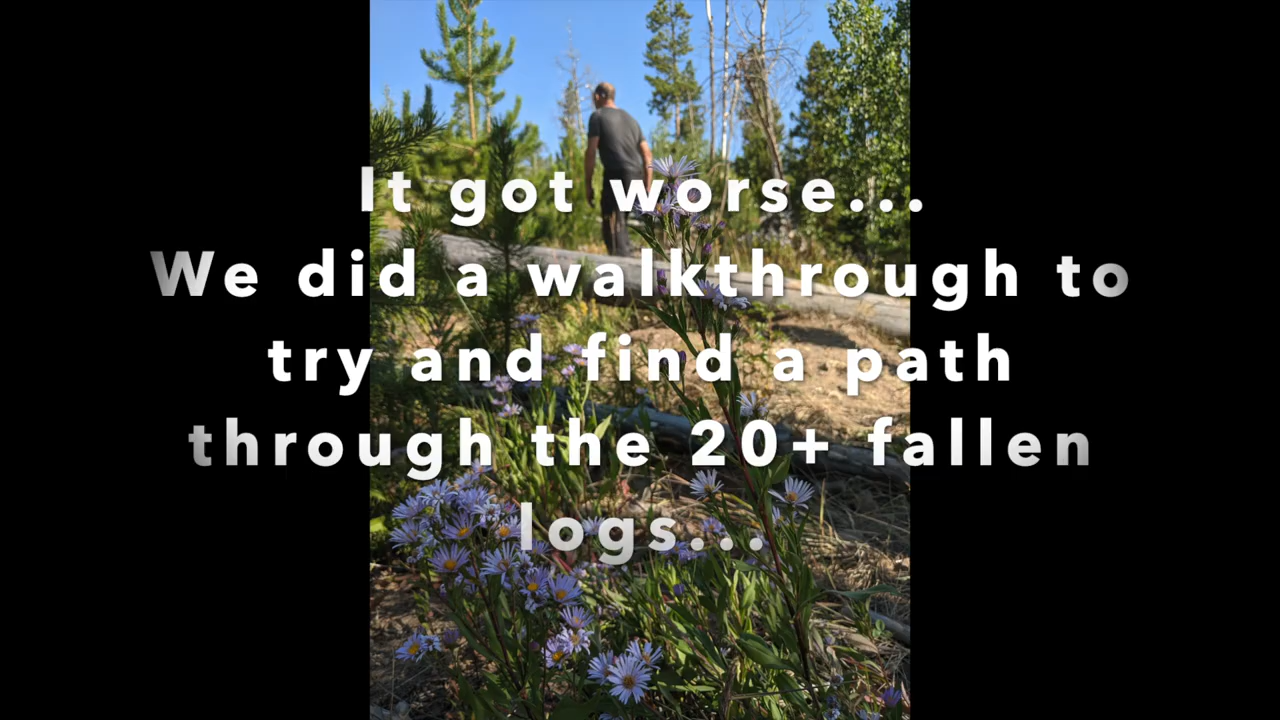 It got worse...
We did a walkthrough to
try and find a path
through the 20+ fallen
logs...